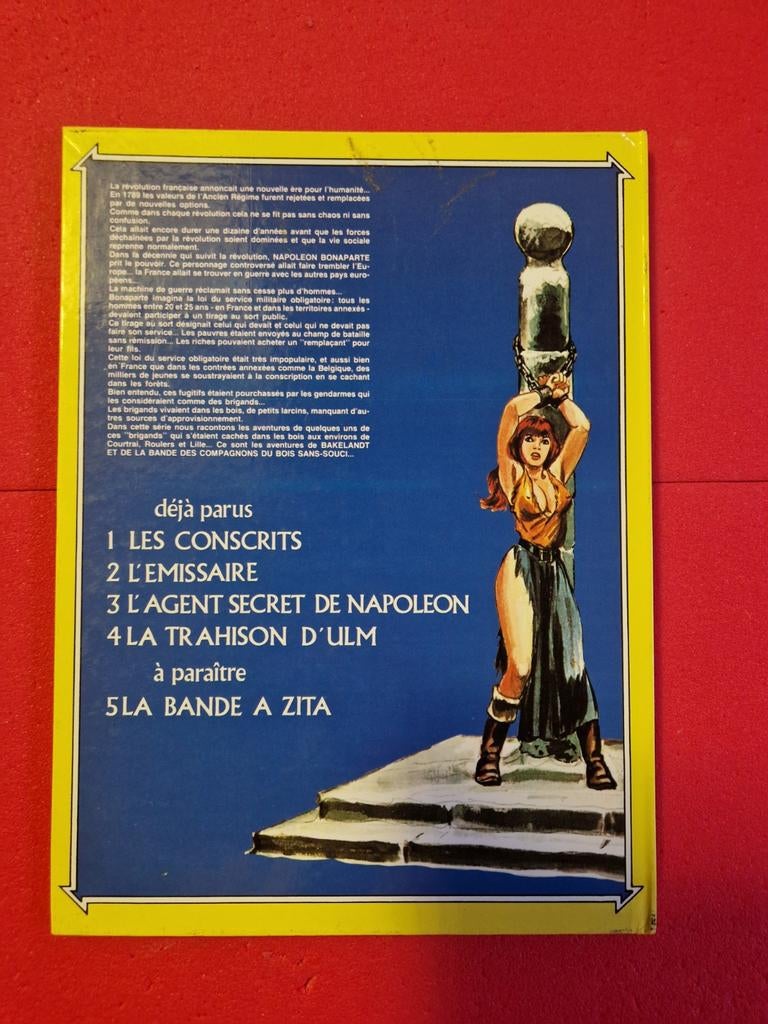 La révolution française annoncait une nouvelle ère pour l'humanité...
En 1789 les valeurs de l'Ancien Régime furent rejetées et remplacées
par de nouvelles options.
Comme dans chaque révolution cela ne se fit pas sans chaos ni sans
confusion.
Cela allait encore durer une dizaine d'années avant que les forces
déchaînées par la révolution soient dominées et que la vie sociale
reprenne normalement.
Dans la décennie qui suivit la révolution, NAPOLEON BONAPARTE
prit le pouvoir. Ce personnage controversé allait faire trembler l'Eu-
rope... la France allait se trouver en guerre avec les autres pays euro-
péens...
La machine de guerre réclamait sans cesse plus d'hommes...
Bonaparte imagina la loi du service militaire obligatoire: tous les
hommes entre 20 et 25 ans - en France et dans les territoires annexés -
devaient participer à un tirage au sort public.
Ce tirage au sort désignait celui qui devait et celui qui ne devait pas
faire son service... Les pauvres étaient envoyés au champ de bataille
sans rémission... Les riches pouvaient acheter un "remplaçant" pour
leur fils.
Cette loi du service obligatoire était très impopulaire, et aussi bien
en France que dans les contrées annexées comme la Belgique, des
milliers de jeunes se soustrayaient à la conscription en se cachant
dans les forêts.
Bien entendu, ces fugitifs étaient pourchassés par les gendarmes qui
les considéraient comme des brigands...
Les brigands vivaient dans les bois, de petits larcins, manquant d'au-
tres sources d'approvisionnement.
Dans cette série nous racontons les aventures de quelques uns de
ces "brigands" qui s'étaient cachés dans les bois aux environs de
Courtrai, Roulers et Lille... Ce sont les aventures de BAKELANDT
ET DE LA BANDE DES COMPAGNONS DU BOIS SANS-SOUCI...
déjà parus
1 LES CONSCRITS
2 L'EMISSAIRE
3 L'AGENT SECRET DE NAPOLEON
4 LA TRAHISON D'ULM
à paraître
5 LA BANDE A ZITA